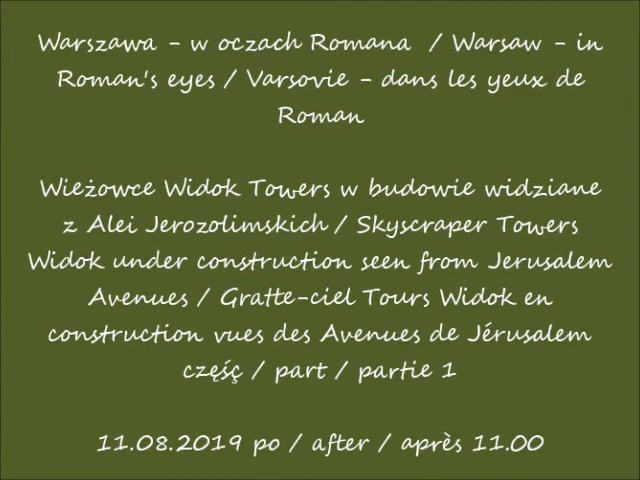 Warszawa - w oczach Romana / Warsaw - in
Roman's eyes / Varsovie - dans les yeux de
Roman
Wieżowce Widok Towers w budowie widziane
z Alei Jerozolimskich / Skyscraper Towers
Widok under construction seen from Jerusalem
Avenues / Gratte-ciel Tours Widok en
construction vues des Avenues de Jérusalem
częśç / part / partie 1
11.08.2019 po / after / après 11.00